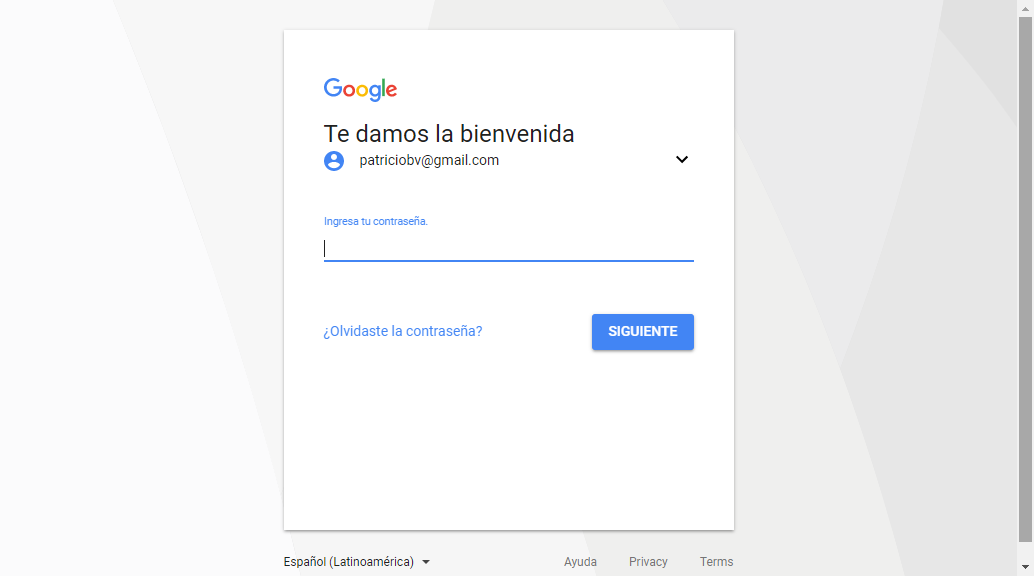 Google
Te damos la bienvenida
patriciobv@gmail.com
Ingresa tu contraseña.
¿Olvidaste la contraseña?
SIGUIENTE
Español (Latinoamérica)
Ayuda
Privacy
Terms